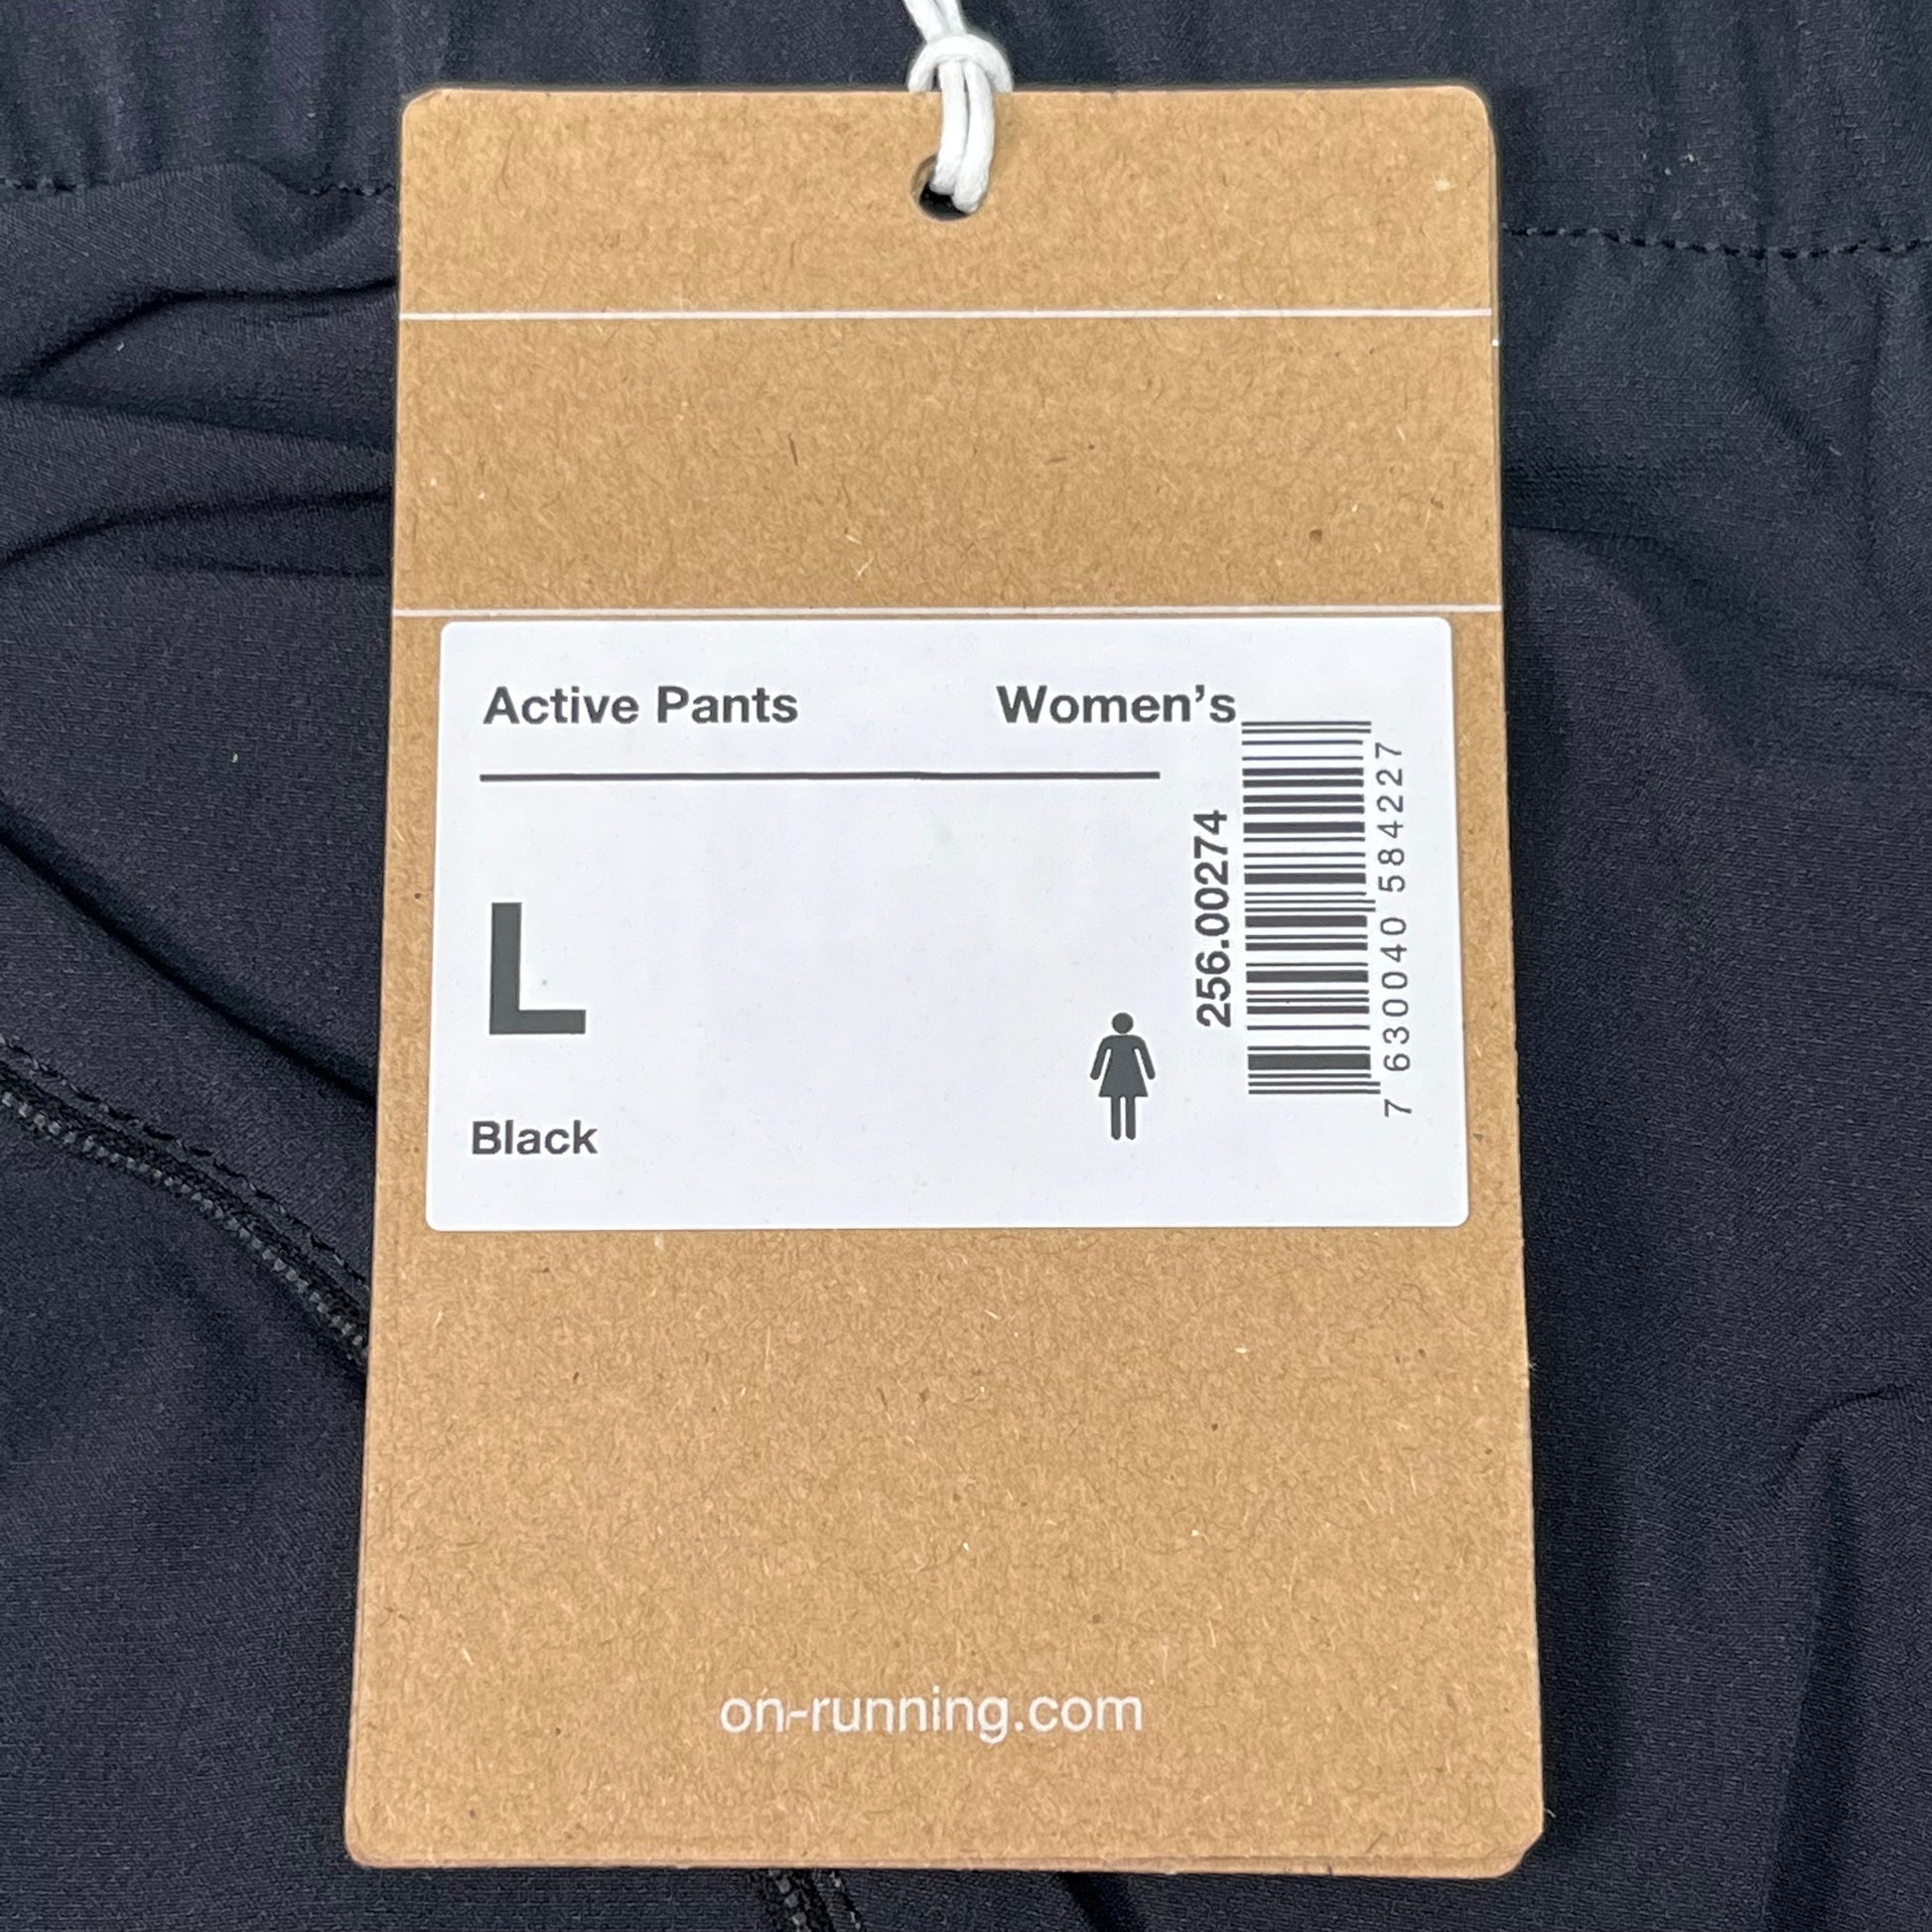 Active Pants Women's
L
Black
256.00274
7 630040 584227
on-running.com